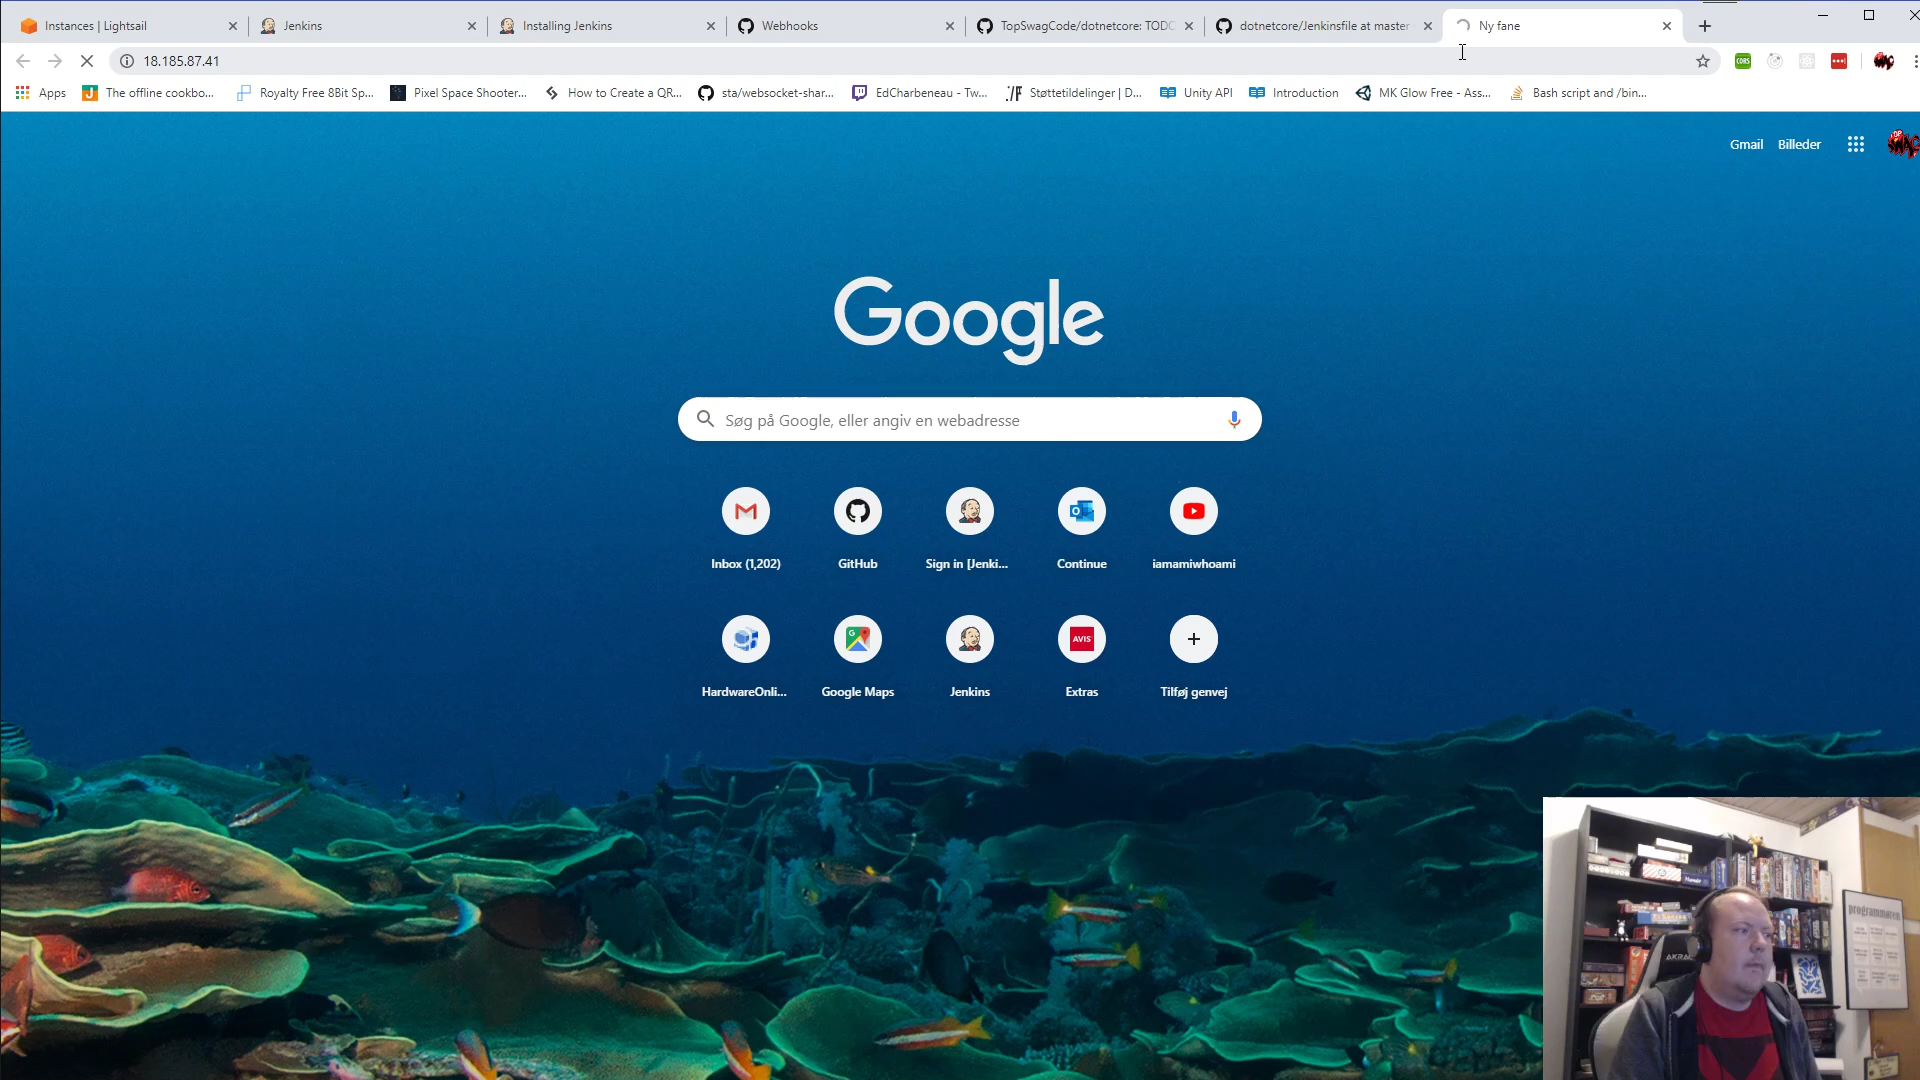 Instances | Lightsail
Jenkins
Installing Jenkins
Webhooks
TopSwagCode/dotnetcore: TODO
dotnetcore/Jenkinsfile at master
Ny fane
18.185.87.41
CORS
Apps
The offline cookbo...
Royalty Free 8Bit Sp...
Pixel Space Shooter...
How to Create a QR...
sta/websocket-shar...
EdCharbeneau - Tw...
Støttetildelinger | D...
Unity API
Introduction
MK Glow Free - Ass...
Bash script and /bin...
Gmail
Billeder
Google
Søg på Google, eller angiv en webadresse
Inbox (1,202)
GitHub
Sign in [Jenki...
Continue
iamamiwhoami
AVIS
HardwareOnli...
Google Maps
Jenkins
Extras
Tilføj genvej
programmøren